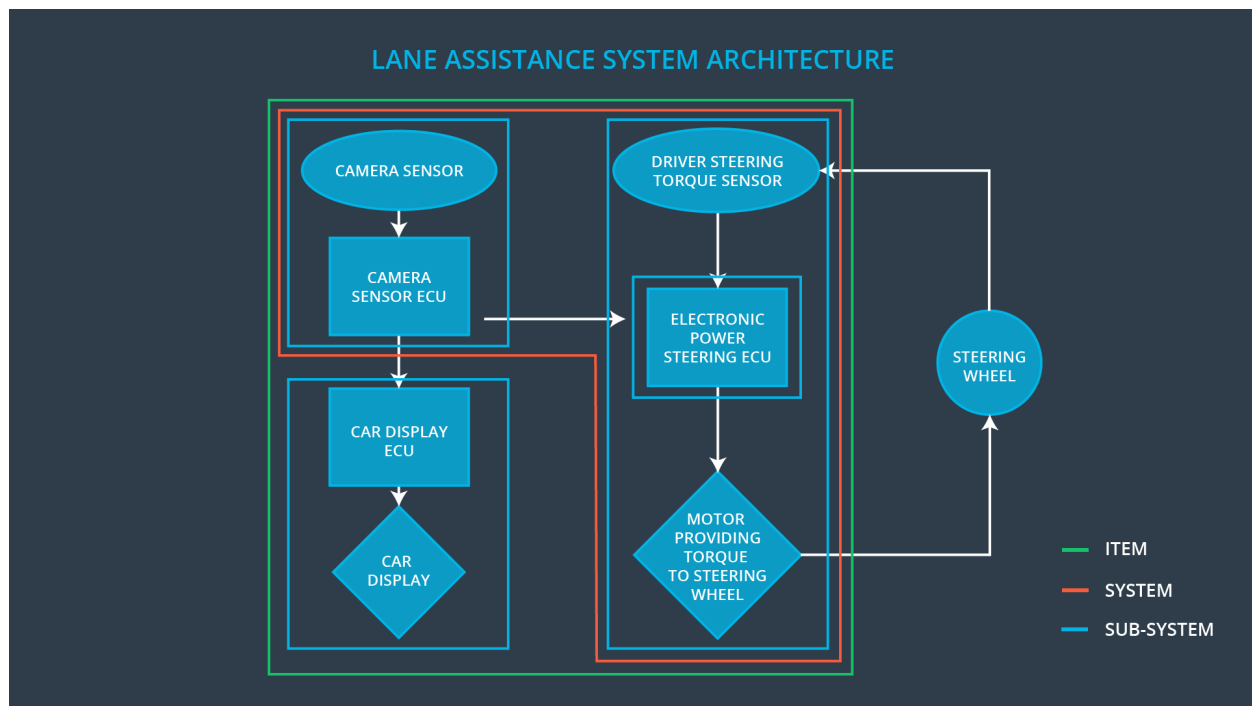 LANE ASSISTANCE SYSTEM ARCHITECTURE
CAMERA SENSOR
CAMERA
SENSOR ECU
CAR DISPLAY
ECU
CAR
DISPLAY
DRIVER STEERING
TORQUE SENSOR
ELECTRONIC
POWER
STEERING ECU
MOTOR
PROVIDING
TORQUE
TO STEERING
WHEEL
STEERING
WHEEL
ITEM
SYSTEM
SUB-SYSTEM